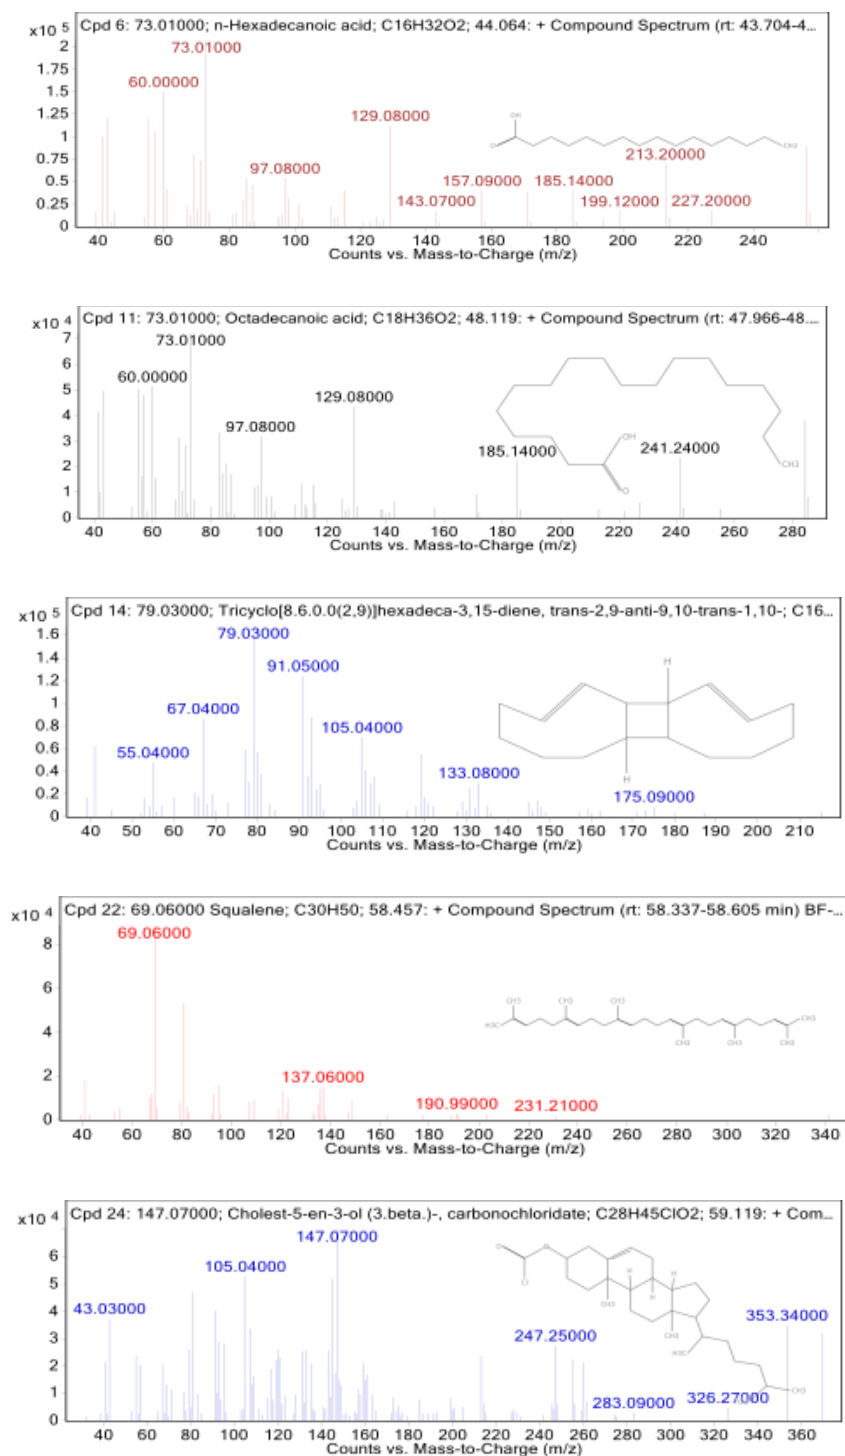 Cpd 6: 73.01000; n-Hexadecanoic acid; C16H32O2; 44.064: + Compound Spectrum (rt: 43.704-4...
x10 5
2
1.75
1.5
1.25
1
0.75
0.5
0.25
0
73.01000
60.00000
129.08000
97.08000
213.20000
157.09000
185.14000
143.07000
199.12000
227.20000
OH
O
CH3
40 60 80 100 120 140 160 180 200 220 240
Counts vs. Mass-to-Charge (m/z)
Cpd 11: 73.01000; Octadecanoic acid; C18H36O2; 48.119: + Compound Spectrum (rt: 47.966-48....
x10 4
7
6
5
4
3
2
1
0
73.01000
60.00000
129.08000
97.08000
185.14000
241.24000
OH
O
CH3
40 60 80 100 120 140 160 180 200 220 240 260 280
Counts vs. Mass-to-Charge (m/z)
Cpd 14: 79.03000; Tricyclo[8.6.0.0(2,9)]hexadeca-3,15-diene, trans-2,9-anti-9,10-trans-1,10-; C16...
x10 5
1.6
1.4
1.2
1
0.8
0.6
0.4
0.2
0
79.03000
91.05000
67.04000
105.04000
55.04000
133.08000
175.09000
H
H
40 50 60 70 80 90 100 110 120 130 140 150 160 170 180 190 200 210
Counts vs. Mass-to-Charge (m/z)
Cpd 22: 69.06000 Squalene; C30H50; 58.457: + Compound Spectrum (rt: 58.337-58.605 min) BF-...
x10 4
8
6
4
2
0
69.06000
137.06000
190.99000
231.21000
CH3 CH3 CH3
H3C CH3
CH3 CH3 CH3
40 60 80 100 120 140 160 180 200 220 240 260 280 300 320 340
Counts vs. Mass-to-Charge (m/z)
Cpd 24: 147.07000; Cholest-5-en-3-ol (3.beta.)-, carbonochloridate; C28H45ClO2; 59.119: + Com...
x10 4
6
5
4
3
2
1
0
147.07000
105.04000
43.03000
247.25000
353.34000
283.09000
326.27000
O
H H
H
CH3
CH3
H3C
CH3
40 60 80 100 120 140 160 180 200 220 240 260 280 300 320 340 360
Counts vs. Mass-to-Charge (m/z)